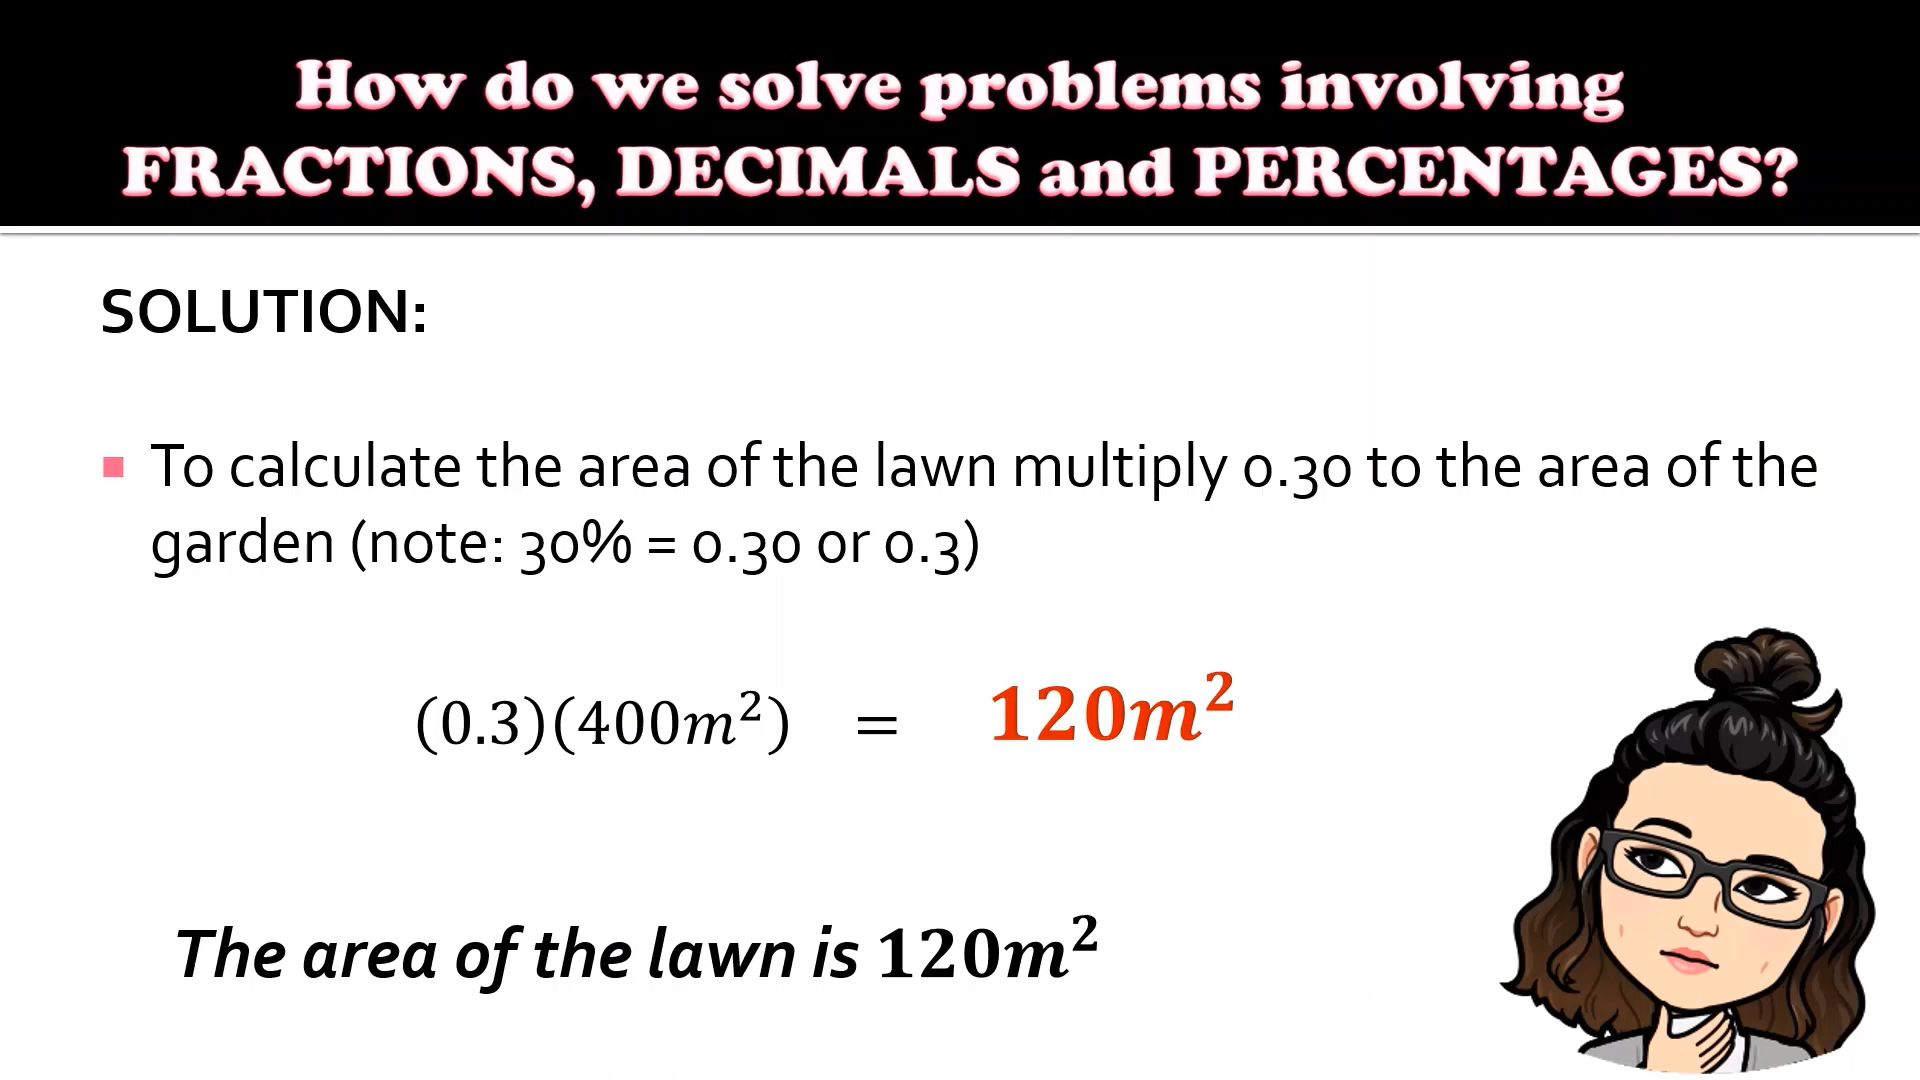 How do we solve problems involving
FRACTIONS, DECIMALS and PERCENTAGES?
SOLUTION:
To calculate the area of the lawn multiply 0.30 to the area of the
garden (note: 30% = 0.30 or 0.3)
(0.3)(400m²) = 120m²
The area of the lawn is 120m²